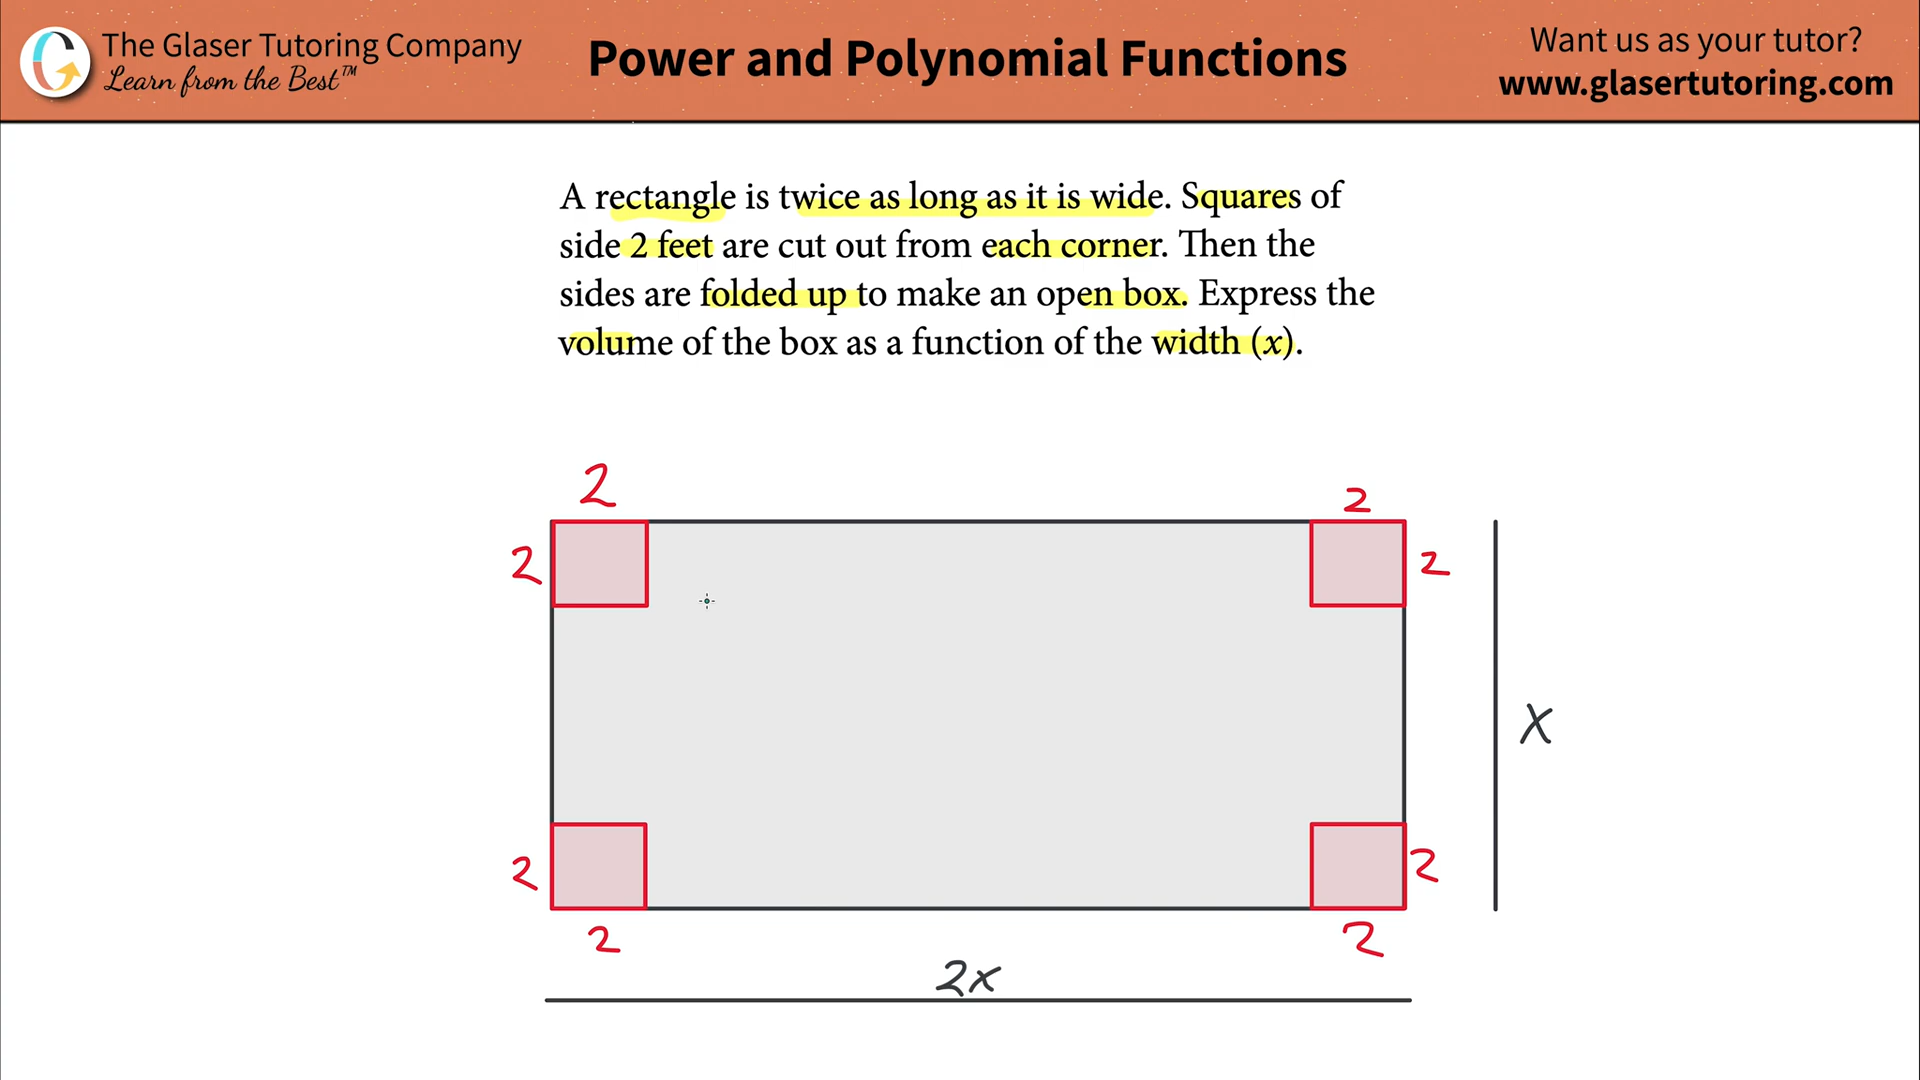 The Glaser Tutoring Company
Learn from the Best™
Power and Polynomial Functions
Want us as your tutor?
www.glasertutoring.com
A rectangle is twice as long as it is wide. Squares of
side 2 feet are cut out from each corner. Then the
sides are folded up to make an open box. Express the
volume of the box as a function of the width (x).
2
2
2
2
x
2
2
2
2
2x